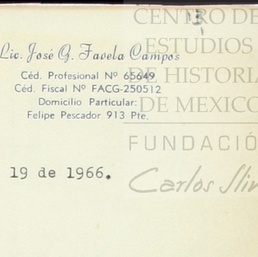 CENTRO DE
ESTUDIOS
DE HISTORIA
DE MEXICO
FUNDACIÓ
Carlos Slim
Lic. José G. Favela Campos
Céd. Profesional Nº 65649
Céd. Fiscal Nº FACG-250512
Domicilio Particular:
Felipe Pescador 913 Pte.
19 de 1966.